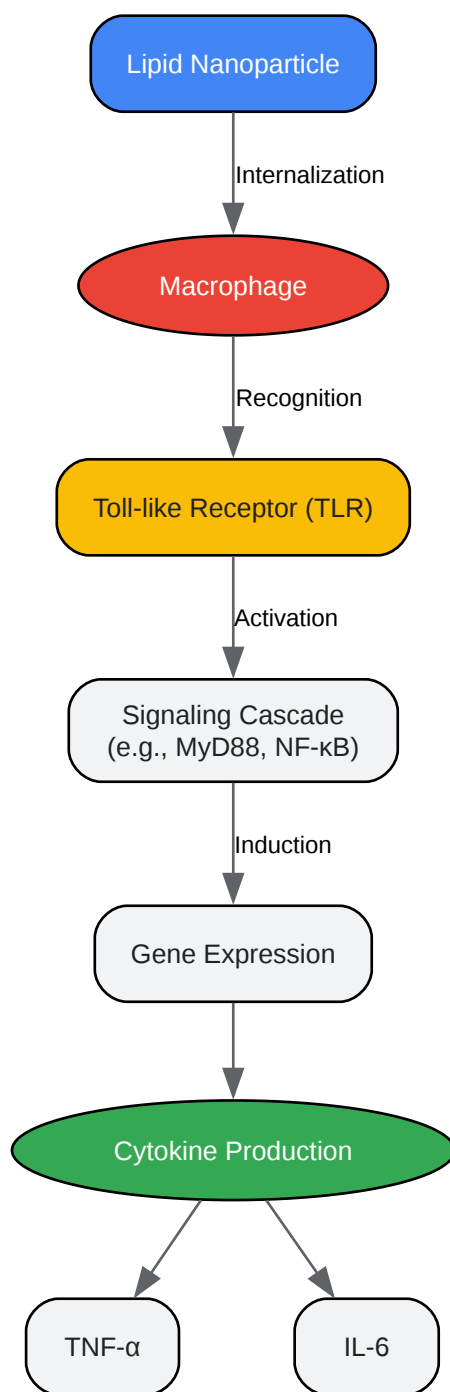 Lipid Nanoparticle
Internalization
Macrophage
Recognition
Toll-like Receptor (TLR)
Activation
Signaling Cascade
(e.g., MyD88, NF-κB)
Induction
Gene Expression
Cytokine Production
TNF-α
IL-6